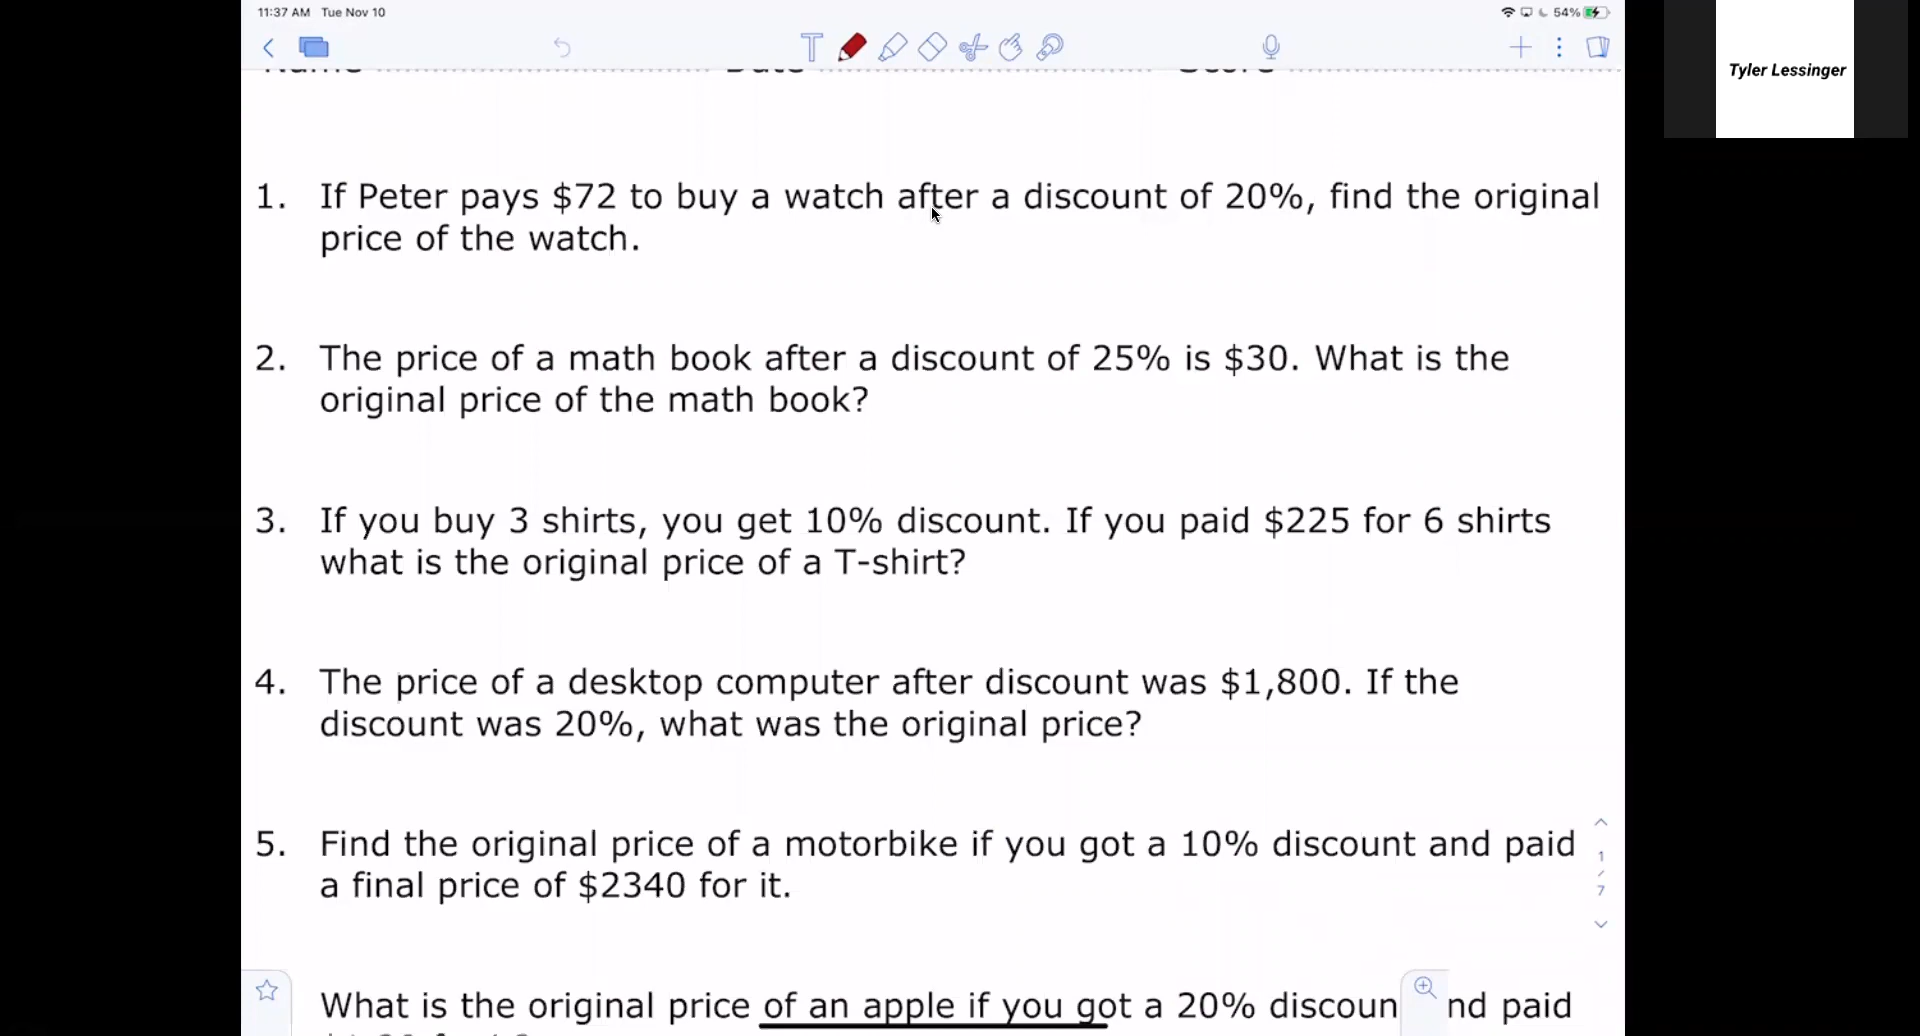 11:37 AM Tue Nov 10
54%
Tyler Lessinger
Name Date Score
1. If Peter pays $72 to buy a watch after a discount of 20%, find the original
price of the watch.
2. The price of a math book after a discount of 25% is $30. What is the
original price of the math book?
3. If you buy 3 shirts, you get 10% discount. If you paid $225 for 6 shirts
what is the original price of a T-shirt?
4. The price of a desktop computer after discount was $1,800. If the
discount was 20%, what was the original price?
5. Find the original price of a motorbike if you got a 10% discount and paid
a final price of $2340 for it.
1
/
7
What is the original price of an apple if you got a 20% discoun nd paid